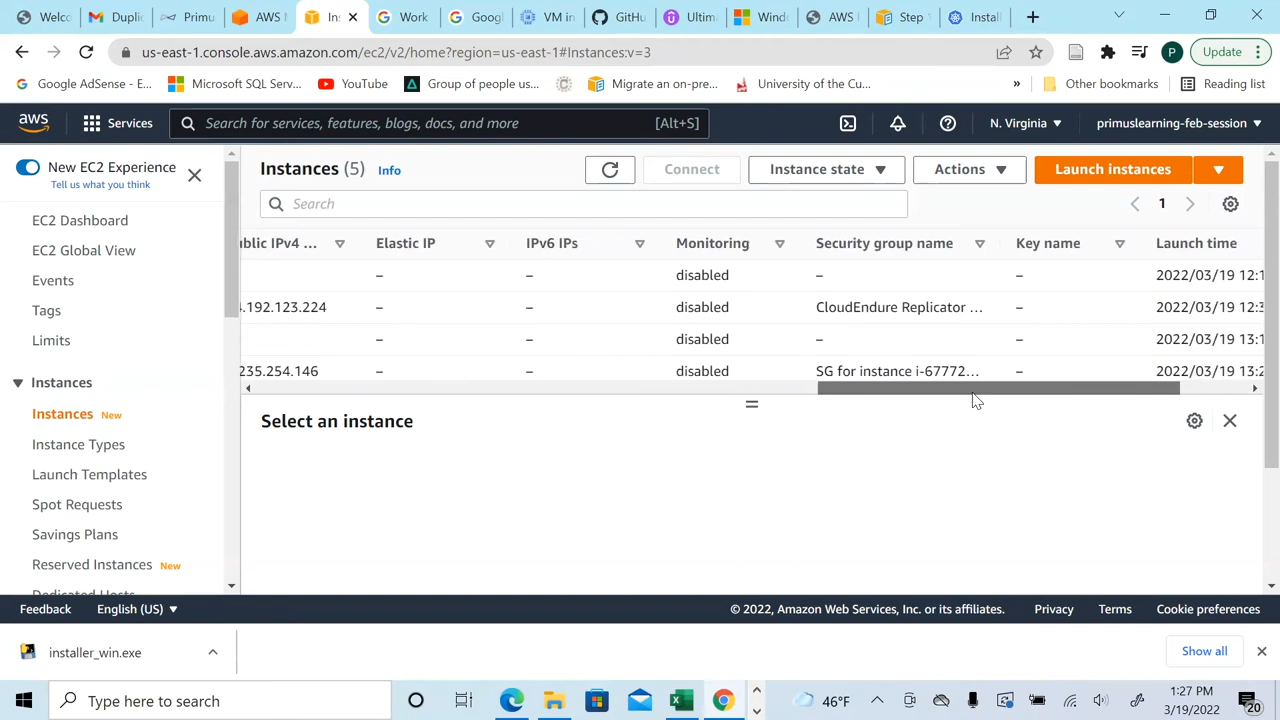 Welc
Duplic
Primu
AWS M
Ins
Work
Googl
VM in
GitHu
Ultim
Wind
AWS I
Step
Install
us-east-1.console.aws.amazon.com/ec2/v2/home?region=us-east-1#Instances:v=3
P
Update
Google AdSense - E...
Microsoft SQL Serv...
YouTube
Group of people us...
Migrate an on-pre...
University of the Cu...
»
Other bookmarks
Reading list
aws
Services
Search for services, features, blogs, docs, and more
[Alt+S]
N. Virginia
primuslearning-feb-session
New EC2 Experience
Tell us what you think
EC2 Dashboard
EC2 Global View
Events
Tags
Limits
Instances
Instances New
Instance Types
Launch Templates
Spot Requests
Savings Plans
Reserved Instances New
Dedicated Hosts
Instances (5) Info
Connect
Instance state
Actions
Launch instances
Search
1
ublic IPv4 ... Elastic IP IPv6 IPs Monitoring Security group name Key name Launch time
– – disabled – – 2022/03/19 12:1
.192.123.224 – – disabled CloudEndure Replicator ... – 2022/03/19 12:3
– – disabled – – 2022/03/19 13:1
235.254.146 – – disabled SG for instance i-67772... – 2022/03/19 13:2
Select an instance
Feedback
English (US)
© 2022, Amazon Web Services, Inc. or its affiliates.
Privacy
Terms
Cookie preferences
installer_win.exe
Show all
Type here to search
46°F
1:27 PM
3/19/2022
20